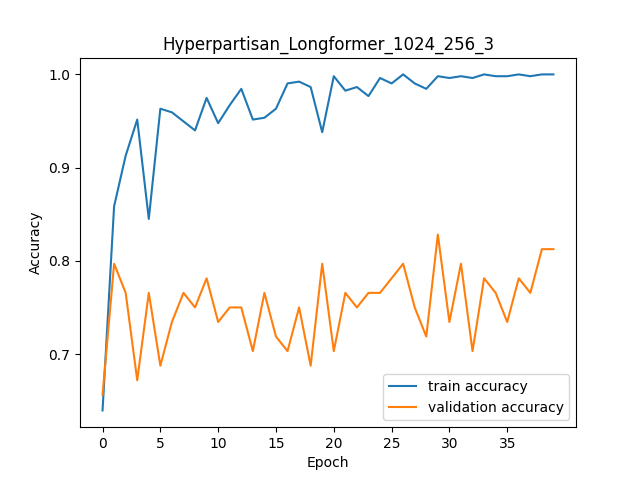 Hyperpartisan_Longformer_1024_256_3
1.0
0.9
0.8
0.7
Accuracy
0 5 10 15 20 25 30 35
Epoch
train accuracy
validation accuracy